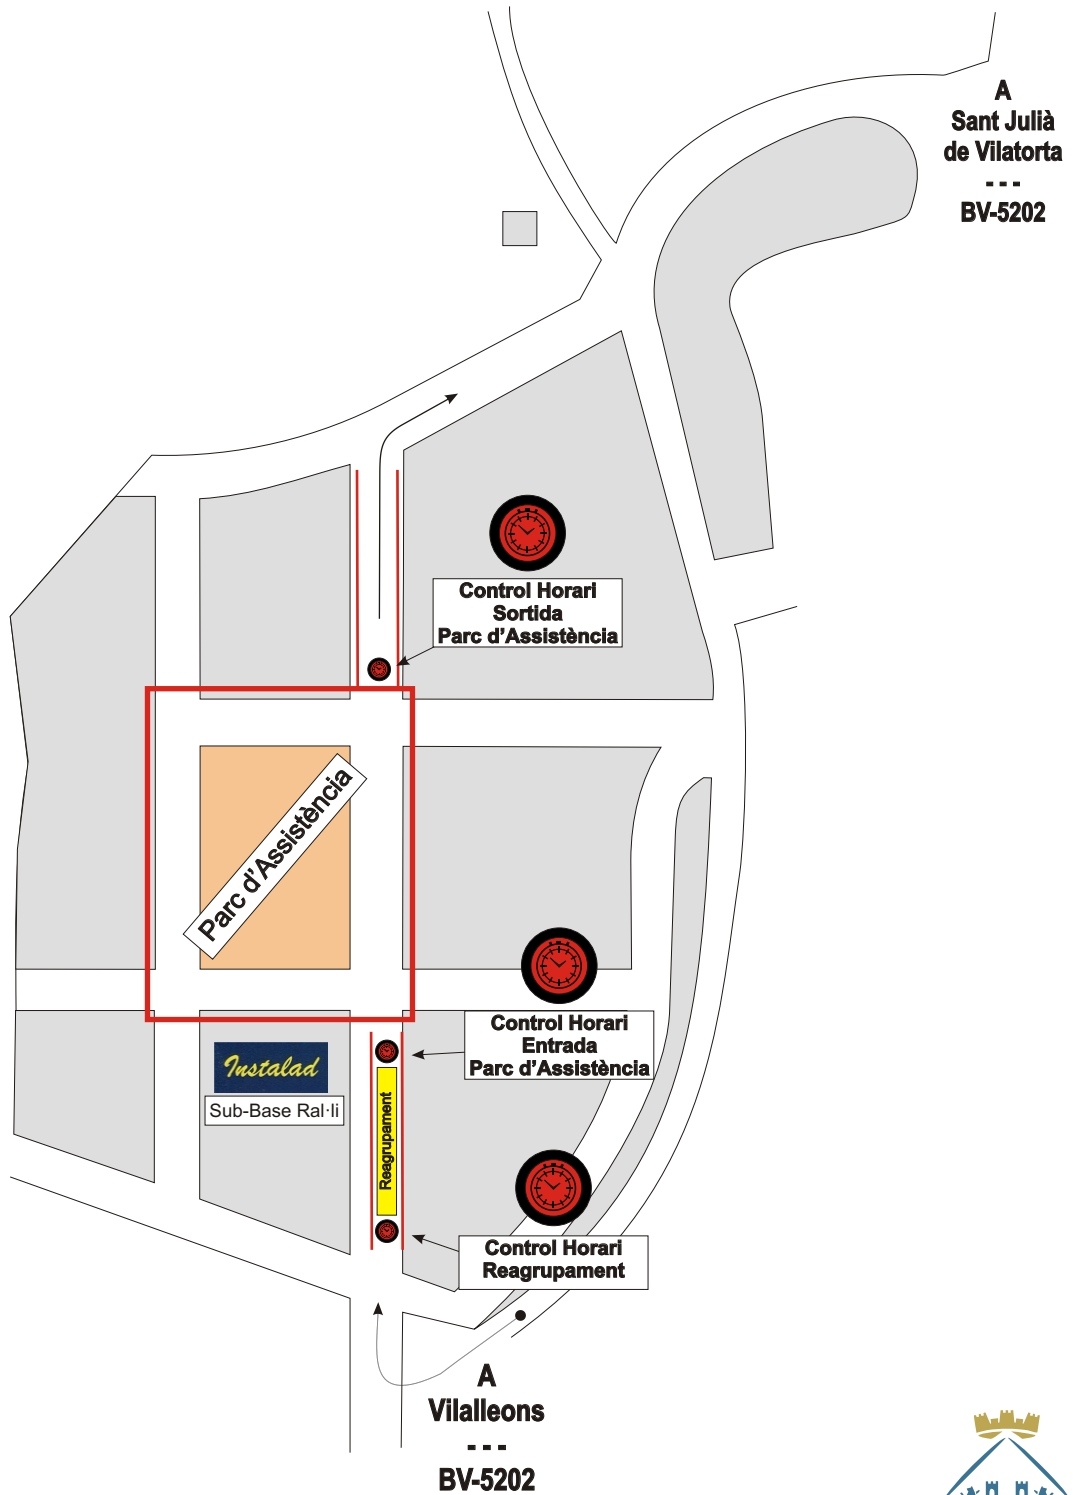 A
Sant Julià
de Vilatorta
- - -
BV-5202
Control Horari
Sortida
Parc d'Assistència
Parc d'Assistència
Control Horari
Entrada
Parc d'Assistència
Instalad
Sub-Base Ral·li
Reagrupament
Control Horari
Reagrupament
A
Vilalleons
- - -
BV-5202